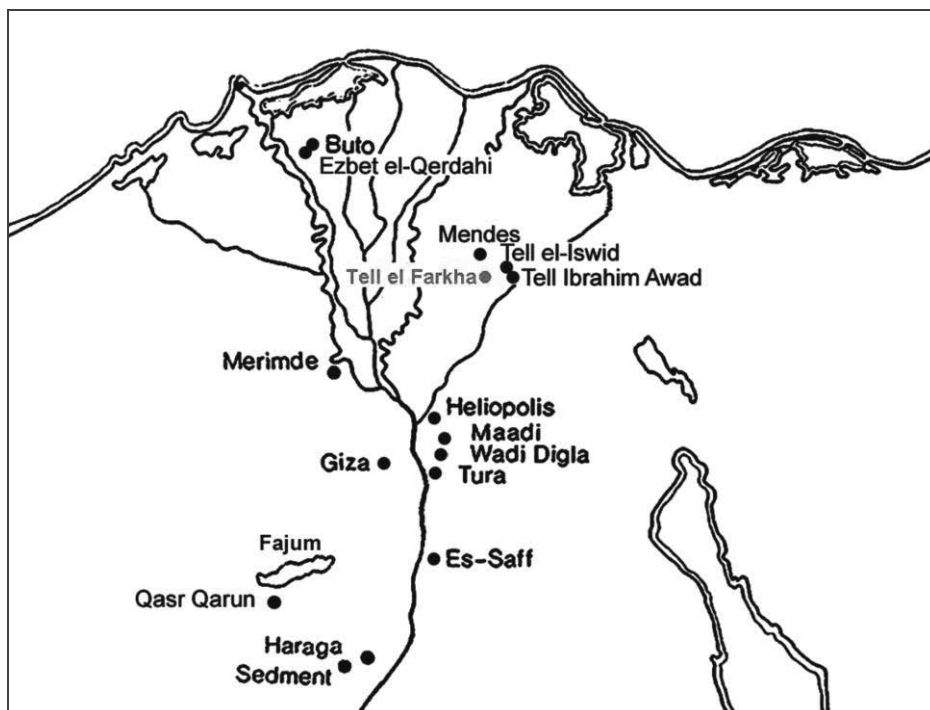 Buto
Ezbet el-Qerdahi
Mendes
Tell el-Iswid
Tell el Farkha
Tell Ibrahim Awad
Merimde
Heliopolis
Maadi
Wadi Digla
Giza
Tura
Fajum
Es-Saff
Qasr Qarun
Haraga
Sedment